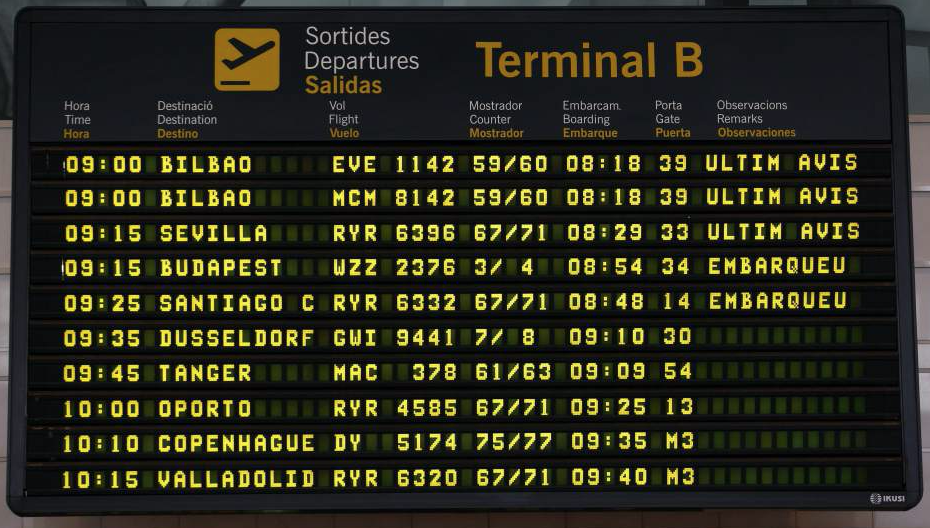 Sortides
Departures
Salidas
Terminal B
Hora Destinació Vol Mostrador Embarcam. Porta Observacions
Time Destination Flight Counter Boarding Gate Remarks
Hora Destino Vuelo Mostrador Embarque Puerta Observaciones
09:00 BILBAO EVE 1142 59/60 08:18 39 ULTIM AVIS
09:00 BILBAO MCM 8142 59/60 08:18 39 ULTIM AVIS
09:15 SEVILLA RYR 6396 67/71 08:29 33 ULTIM AVIS
09:15 BUDAPEST WZZ 2376 3/ 4 08:54 34 EMBARQUEU
09:25 SANTIAGO C RYR 6332 67/71 08:48 14 EMBARQUEU
09:35 DUSSELDORF GWI 9441 7/ 8 09:10 30
09:45 TANGER MAC 378 61/63 09:09 54
10:00 OPORTO RYR 4585 67/71 09:25 13
10:10 COPENHAGUE DY 5174 75/77 09:35 M3
10:15 VALLADOLID RYR 6320 67/71 09:40 M3
IKUSI